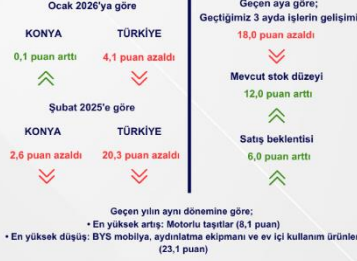 Ocak 2026'ya göre
KONYA TÜRKİYE
0,1 puan arttı 4,1 puan azaldı
Şubat 2025'e göre
KONYA TÜRKİYE
2,6 puan azaldı 20,3 puan azaldı
Geçen aya göre;
Geçtiğimiz 3 ayda işlerin gelişimi
18,0 puan azaldı
Mevcut stok düzeyi
12,0 puan arttı
Satış beklentisi
6,0 puan arttı
Geçen yılın aynı dönemine göre;
• En yüksek artış: Motorlu taşıtlar (8,1 puan)
• En yüksek düşüş: BYS mobilya, aydınlatma ekipmanı ve ev içi kullanım ürünler
(23,1 puan)